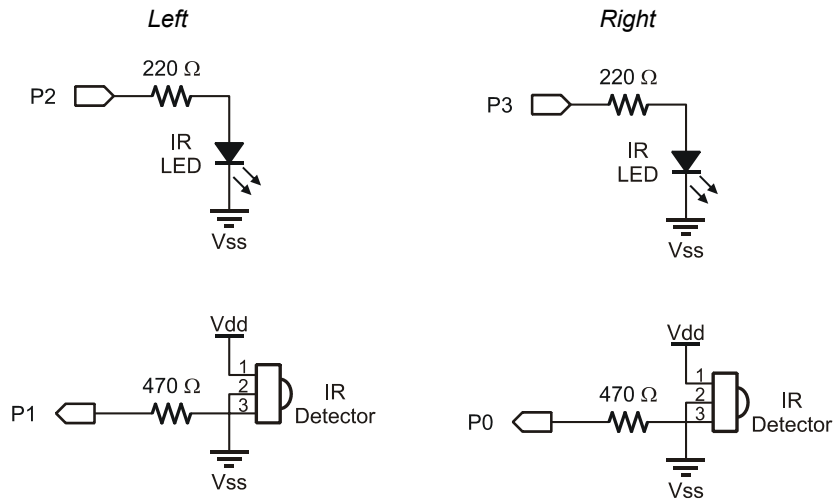 Left
220 Ω
P2
IR
LED
Vss
Right
220 Ω
P3
IR
LED
Vss
Vdd
1
2
3
470 Ω
P1
IR
Detector
Vss
Vdd
1
2
3
470 Ω
P0
IR
Detector
Vss